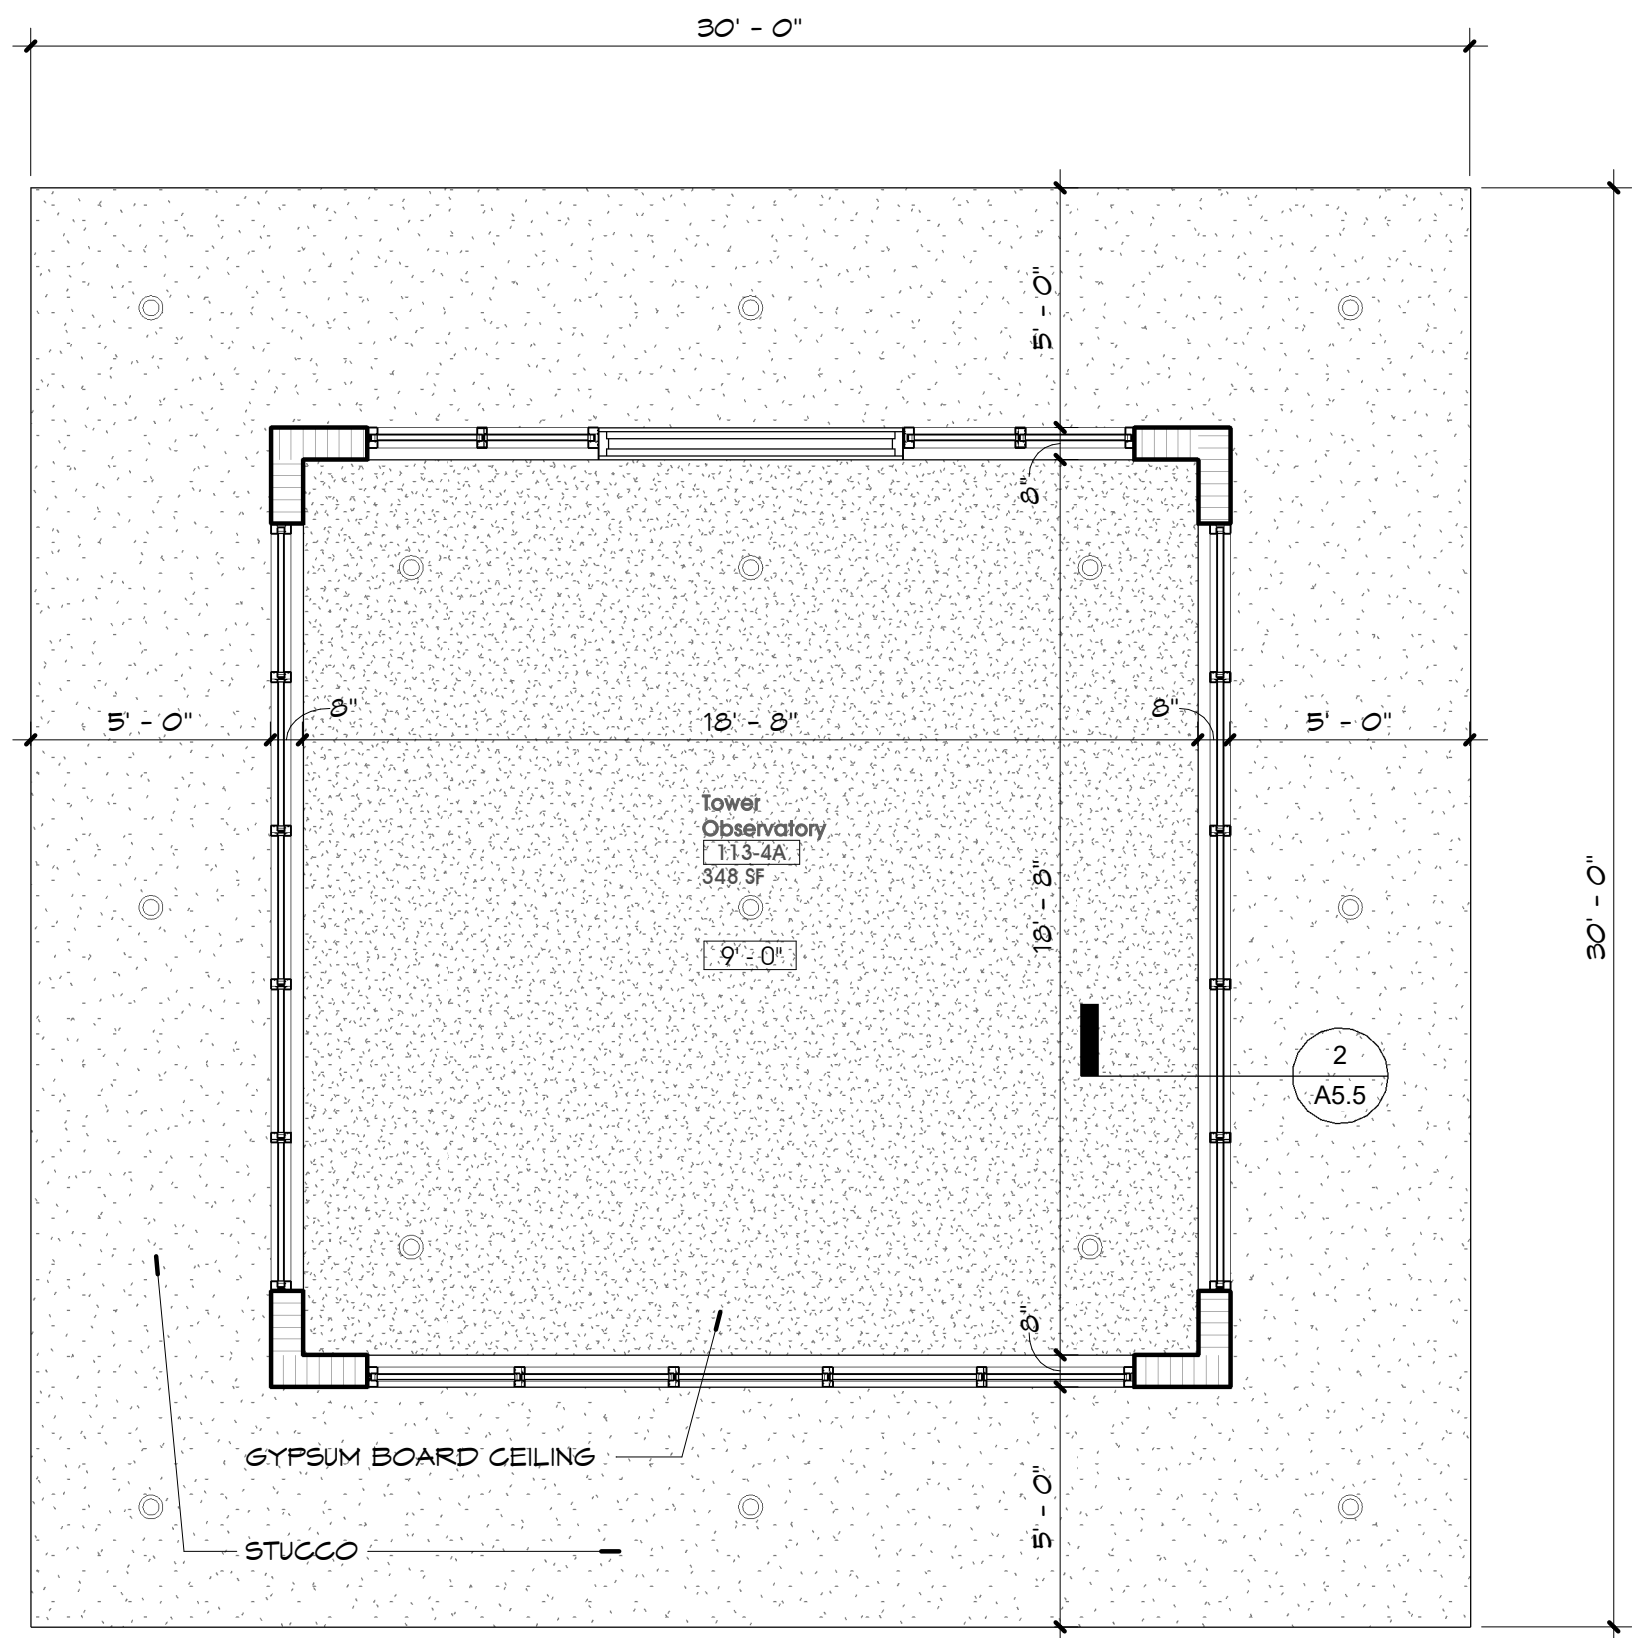 30' - 0"
5' - 0"
8"
5' - 0"
8"
18' - 8"
8"
5' - 0"
Tower
Observatory
113-4A
348 SF
18' - 8"
30' - 0"
9' - 0"
2
A5.5
8"
GYPSUM BOARD CEILING
5' - 0"
STUCCO